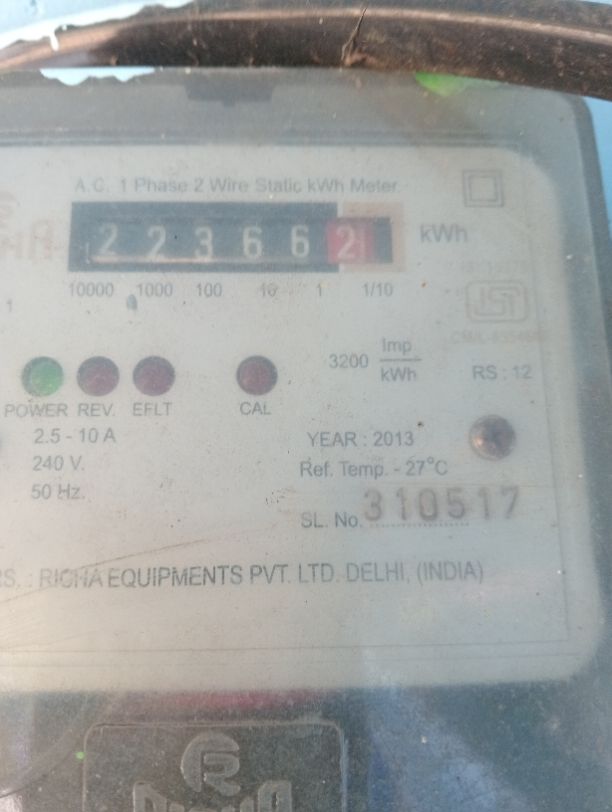 A.C. 1 Phase 2 Wire Static kWh Meter
223662 kWh
10000 1000 100 10 1 1/10
ISI
3200 Imp/kWh
RS : 12
POWER REV. EFLT CAL
2.5 - 10 A
240 V.
50 Hz.
YEAR : 2013
Ref. Temp. - 27°C
SL. No. 310517
RICHA EQUIPMENTS PVT. LTD. DELHI, (INDIA)
R